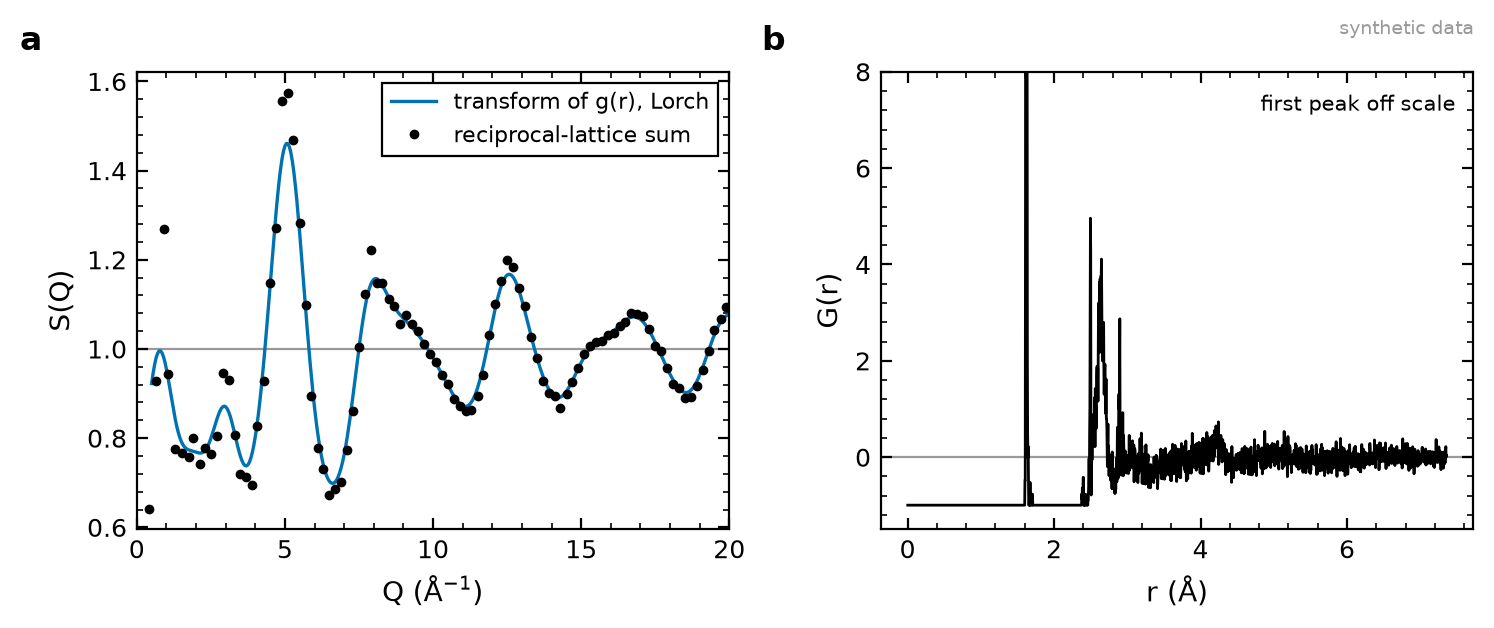 a
b
synthetic data
S(Q)
1.6
1.4
1.2
1.0
0.8
0.6
transform of g(r), Lorch
reciprocal-lattice sum
0 5 10 15 20
Q (Å⁻¹)
G(r)
8
6
4
2
0
first peak off scale
0 2 4 6
r (Å)